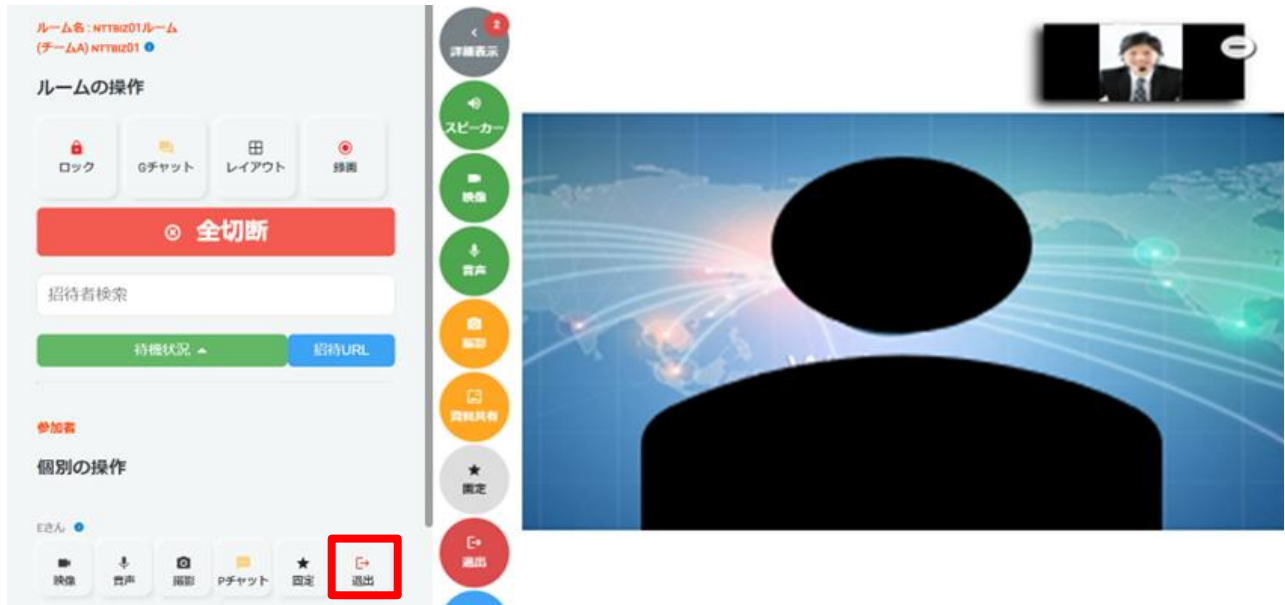 ルーム名 : NTTBIZ01ルーム
(チームA) NTTBIZ01
ルームの操作
ロック
Gチャット
レイアウト
録画
全切断
招待者検索
待機状況
招待URL
参加者
個別の操作
Eさん
映像
音声
撮影
Pチャット
固定
退出
2
詳細表示
スピーカー
映像
音声
撮影
資料共有
固定
退出